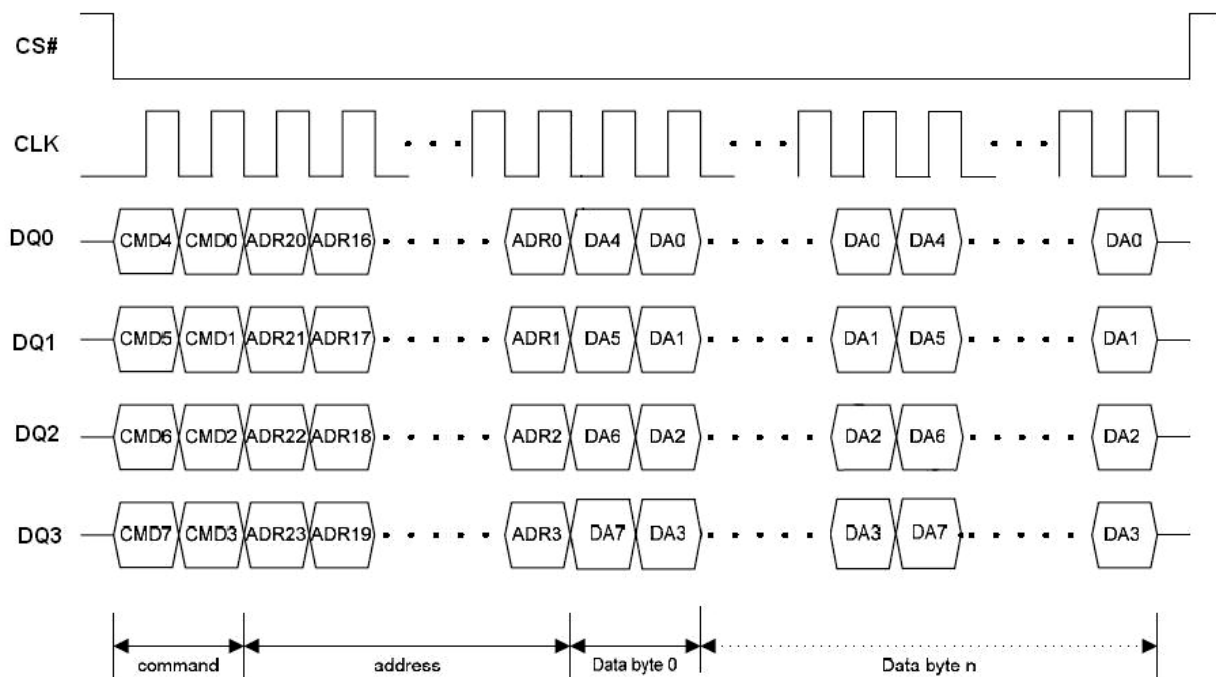 CS#
CLK
DQ0 CMD4 CMD0 ADR20 ADR16 ADR0 DA4 DA0 DA0 DA4 DA0
DQ1 CMD5 CMD1 ADR21 ADR17 ADR1 DA5 DA1 DA1 DA5 DA1
DQ2 CMD6 CMD2 ADR22 ADR18 ADR2 DA6 DA2 DA2 DA6 DA2
DQ3 CMD7 CMD3 ADR23 ADR19 ADR3 DA7 DA3 DA3 DA7 DA3
command address Data byte 0 Data byte n